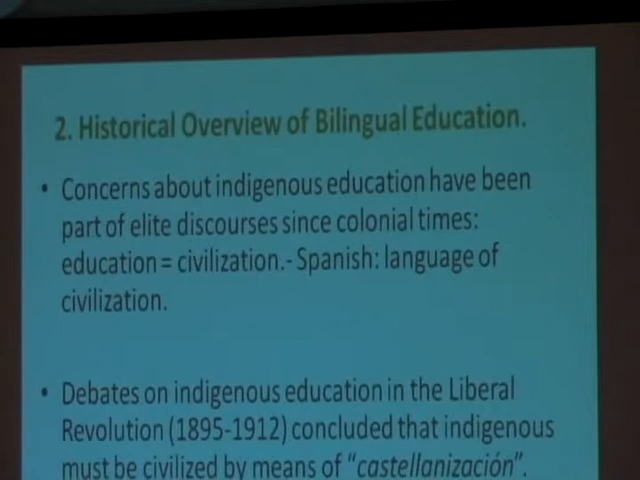 2. Historical Overview of Bilingual Education.
• Concerns about indigenous education have been
part of elite discourses since colonial times:
education = civilization.- Spanish: language of
civilization.
• Debates on indigenous education in the Liberal
Revolution (1895-1912) concluded that indigenous
must be civilized by means of “castellanización”.